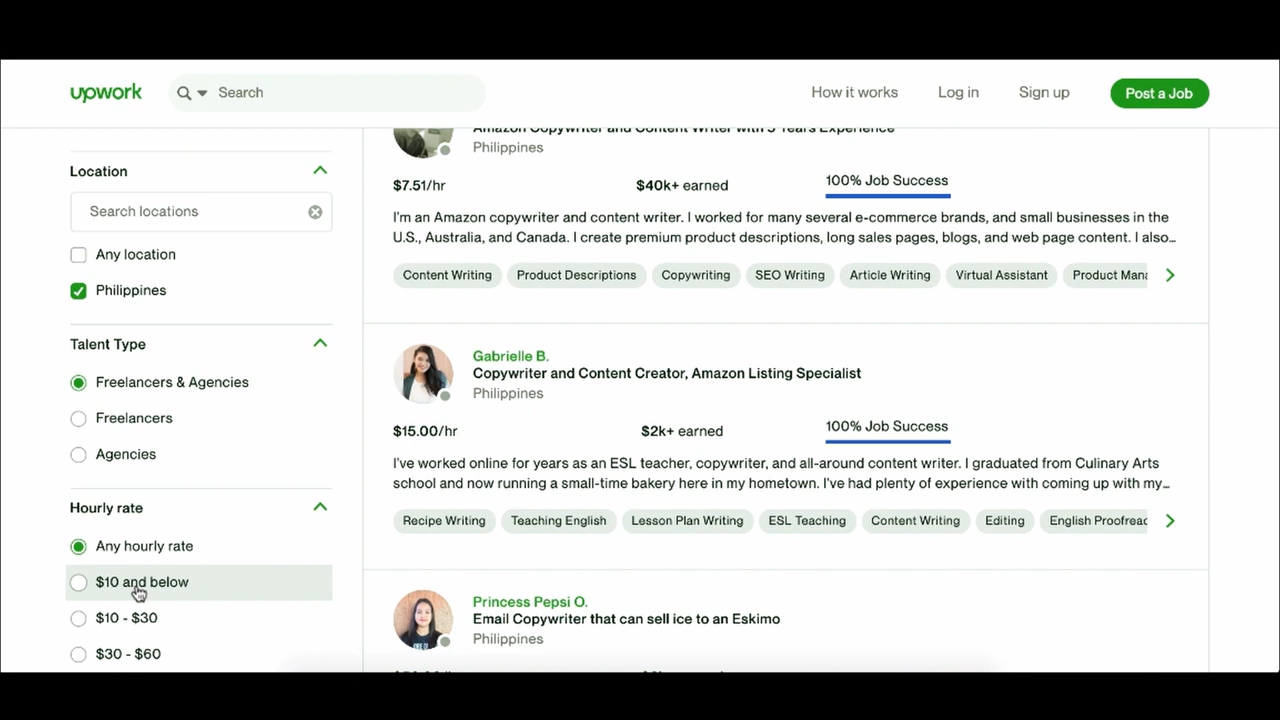 upwork
Search
How it works
Log in
Sign up
Post a Job
Location
Search locations
Any location
Philippines
Talent Type
Freelancers & Agencies
Freelancers
Agencies
Hourly rate
Any hourly rate
$10 and below
$10 - $30
$30 - $60
Amazon Copywriter and Content Writer with 5 Years Experience
Philippines
$7.51/hr
$40k+ earned
100% Job Success
I'm an Amazon copywriter and content writer. I worked for many several e-commerce brands, and small businesses in the
U.S., Australia, and Canada. I create premium product descriptions, long sales pages, blogs, and web page content. I also…
Content Writing
Product Descriptions
Copywriting
SEO Writing
Article Writing
Virtual Assistant
Product Mana
Gabrielle B.
Copywriter and Content Creator, Amazon Listing Specialist
Philippines
$15.00/hr
$2k+ earned
100% Job Success
I've worked online for years as an ESL teacher, copywriter, and all-around content writer. I graduated from Culinary Arts
school and now running a small-time bakery here in my hometown. I've had plenty of experience with coming up with my…
Recipe Writing
Teaching English
Lesson Plan Writing
ESL Teaching
Content Writing
Editing
English Proofread
Princess Pepsi O.
Email Copywriter that can sell ice to an Eskimo
Philippines